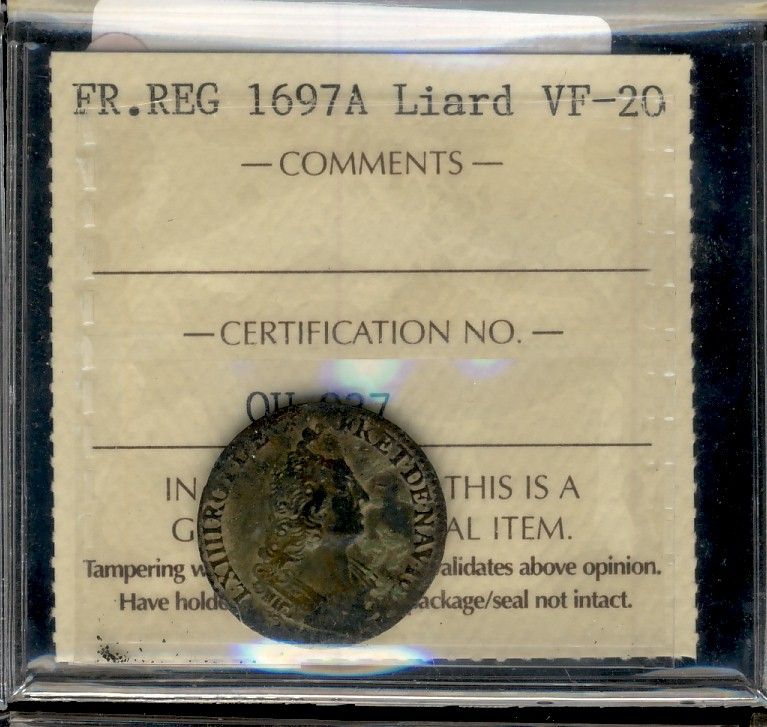 FR.REG 1697A Liard VF-20
— COMMENTS —
— CERTIFICATION NO. —
IN THIS IS A
G AL ITEM.
Tampering w alidates above opinion.
Have holde ackage/seal not intact.